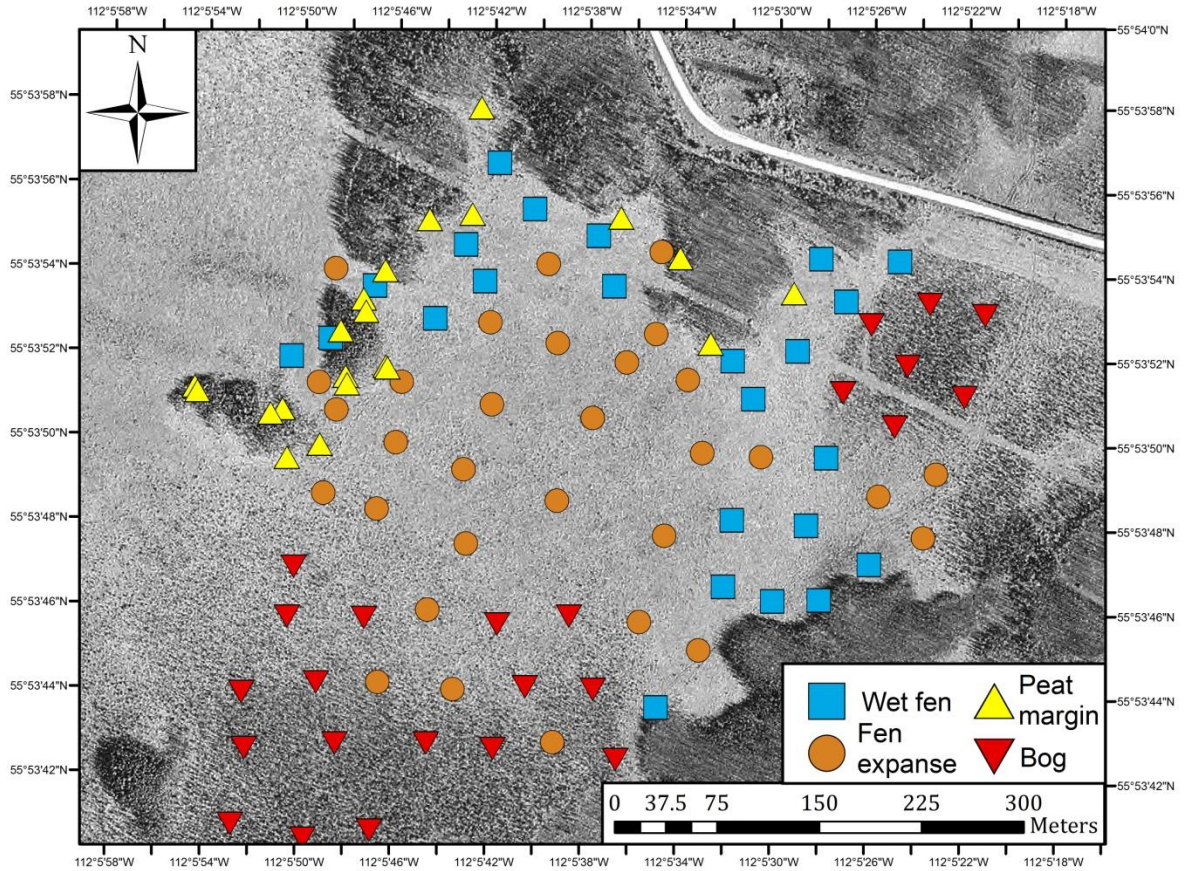 112°5'58"W 112°5'54"W 112°5'50"W 112°5'46"W 112°5'42"W 112°5'38"W 112°5'34"W 112°5'30"W 112°5'26"W 112°5'22"W 112°5'18"W
N
55°54'0"N
55°53'58"N 55°53'58"N
55°53'56"N 55°53'56"N
55°53'54"N 55°53'54"N
55°53'52"N 55°53'52"N
55°53'50"N 55°53'50"N
55°53'48"N 55°53'48"N
55°53'46"N 55°53'46"N
55°53'44"N 55°53'44"N
55°53'42"N 55°53'42"N
Wet fen
Peat
margin
Fen
expanse
Bog
0 37.5 75 150 225 300
Meters
112°5'58"W 112°5'54"W 112°5'50"W 112°5'46"W 112°5'42"W 112°5'38"W 112°5'34"W 112°5'30"W 112°5'26"W 112°5'22"W 112°5'18"W